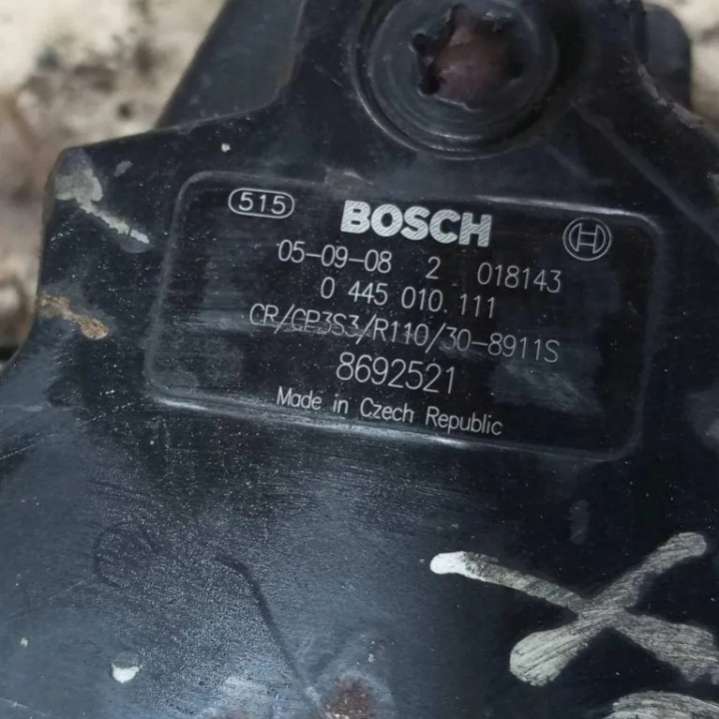 515 BOSCH
05-09-08 2 018143
0 445 010.111
CR/CP3S3/R110/30-8911S
8692521
Made in Czech Republic